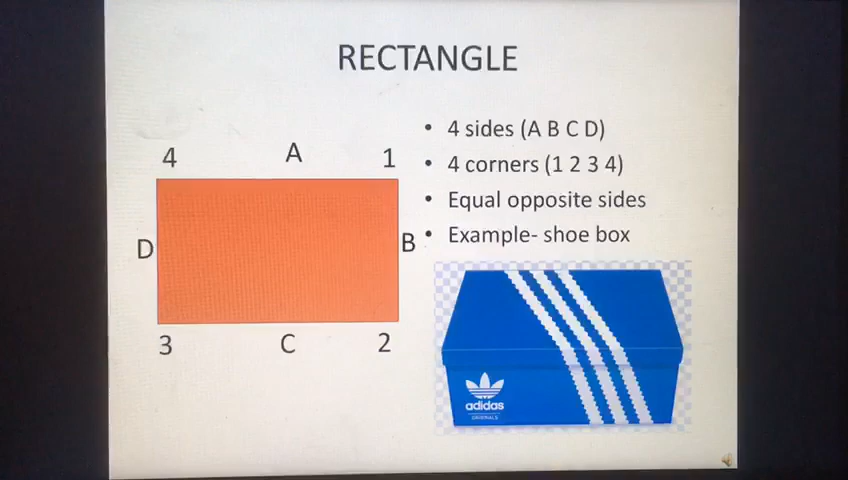 RECTANGLE
4 sides (A B C D)
4 corners (1 2 3 4)
Equal opposite sides
Example- shoe box
4 A 1
D B
3 C 2
adidas
ORIGINALS